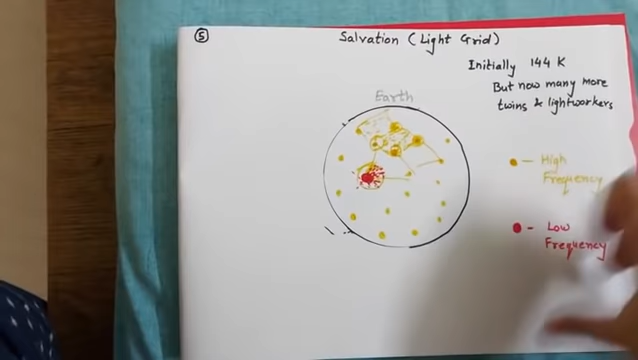 5
Salvation (Light Grid)
Initially 144 K
But now many more
twins & lightworkers
Earth
- High
Frequency
- Low
Frequency